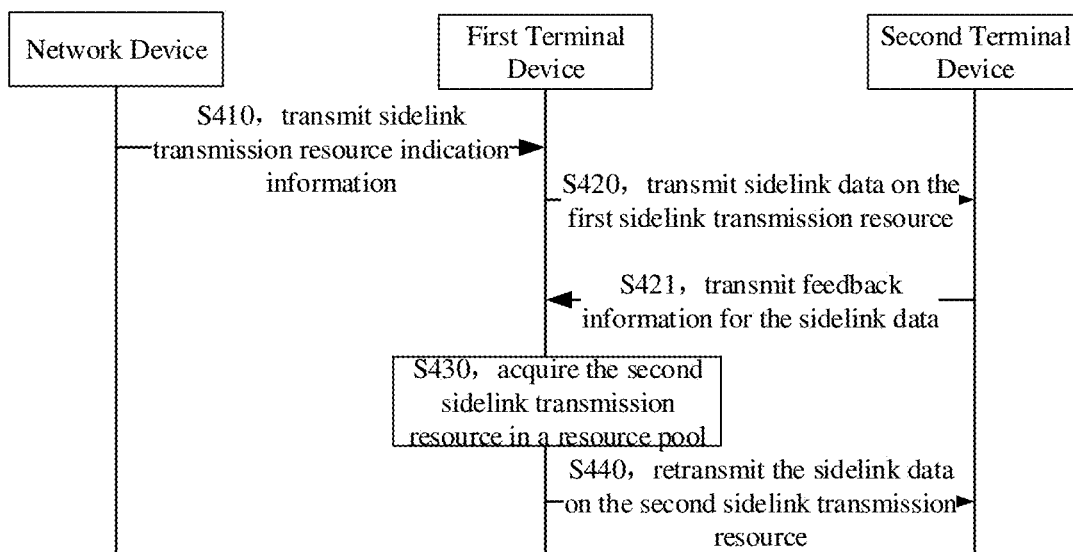 Network Device
First Terminal
Device
Second Terminal
Device
S410，transmit sidelink
transmission resource indication
information
S420，transmit sidelink data on the
first sidelink transmission resource
S421，transmit feedback
information for the sidelink data
S430，acquire the second
sidelink transmission
resource in a resource pool
S440，retransmit the sidelink data
on the second sidelink transmission
resource